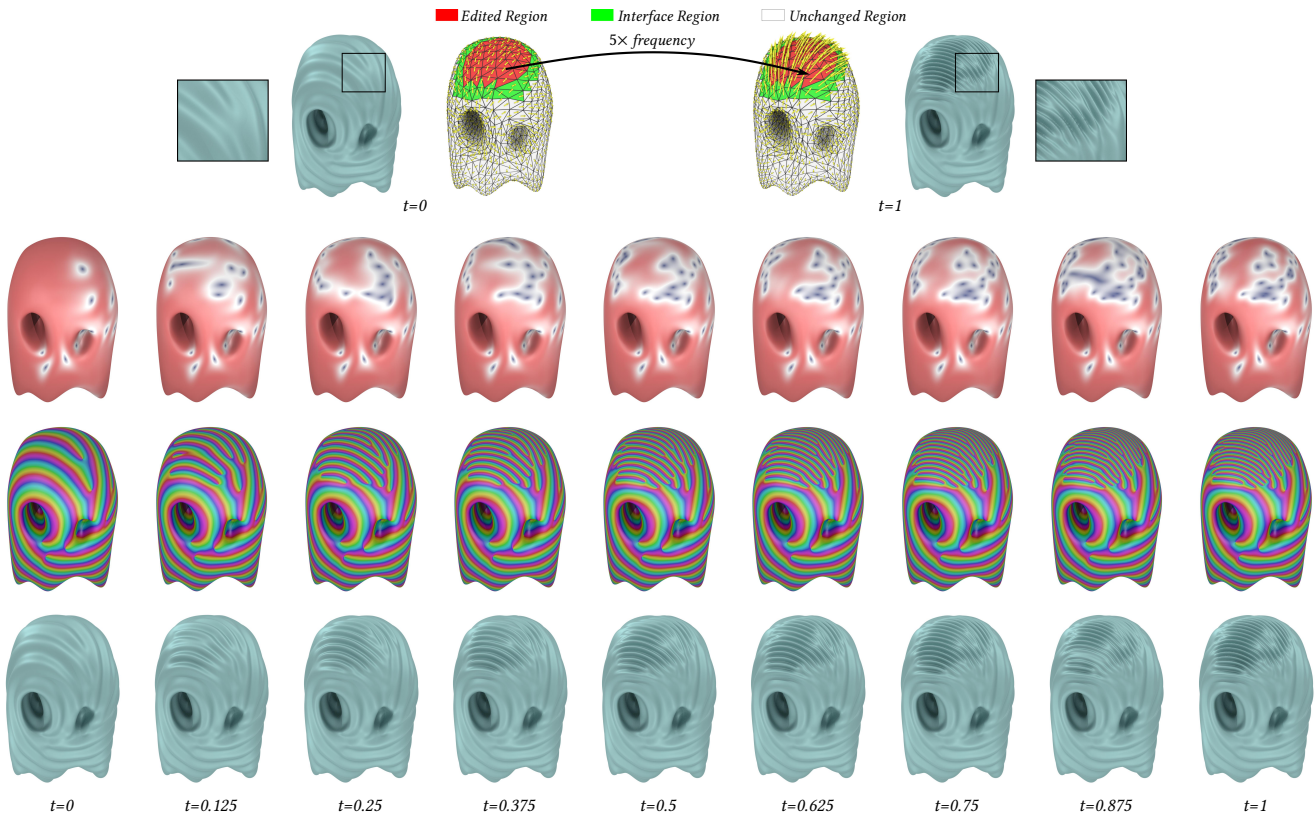 Edited Region Interface Region Unchanged Region
5× frequency
t=0 t=1
t=0 t=0.125 t=0.25 t=0.375 t=0.5 t=0.625 t=0.75 t=0.875 t=1